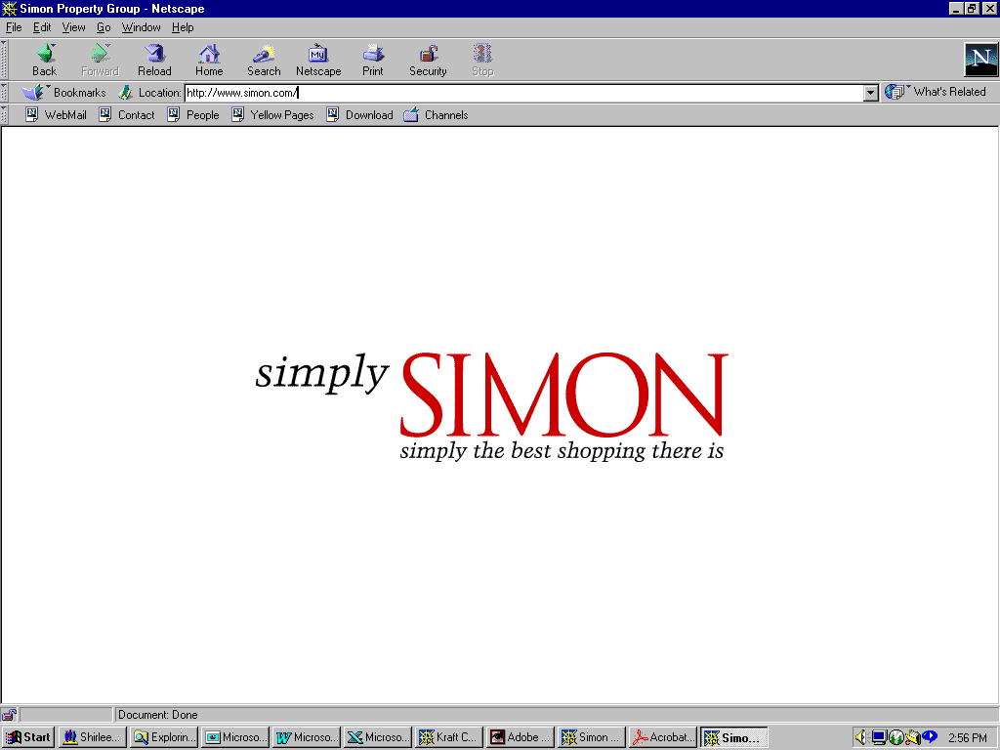 Simon Property Group - Netscape
File Edit View Go Window Help
My
N
Back Forward Reload Home Search Netscape Print Security Stop
Bookmarks Location: http://www.simon.com/ What's Related
WebMail Contact People Yellow Pages Download Channels
simply SIMON
simply the best shopping there is
Document: Done
Start Shirlee... Explorin... Microso... Microso... Microso... Kraft C... Adobe ... Simon ... Acrobat... Simo... 2:56 PM